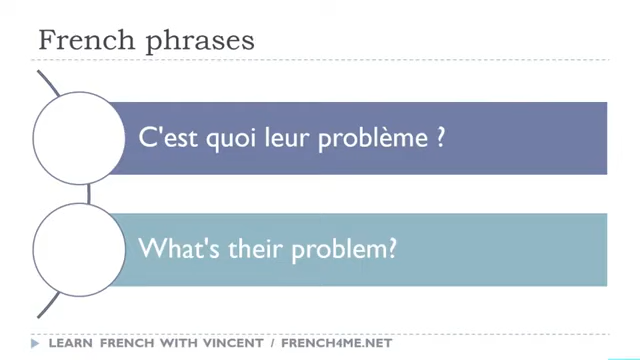 French phrases
C'est quoi leur problème ?
What's their problem?
LEARN FRENCH WITH VINCENT / FRENCH4ME.NET